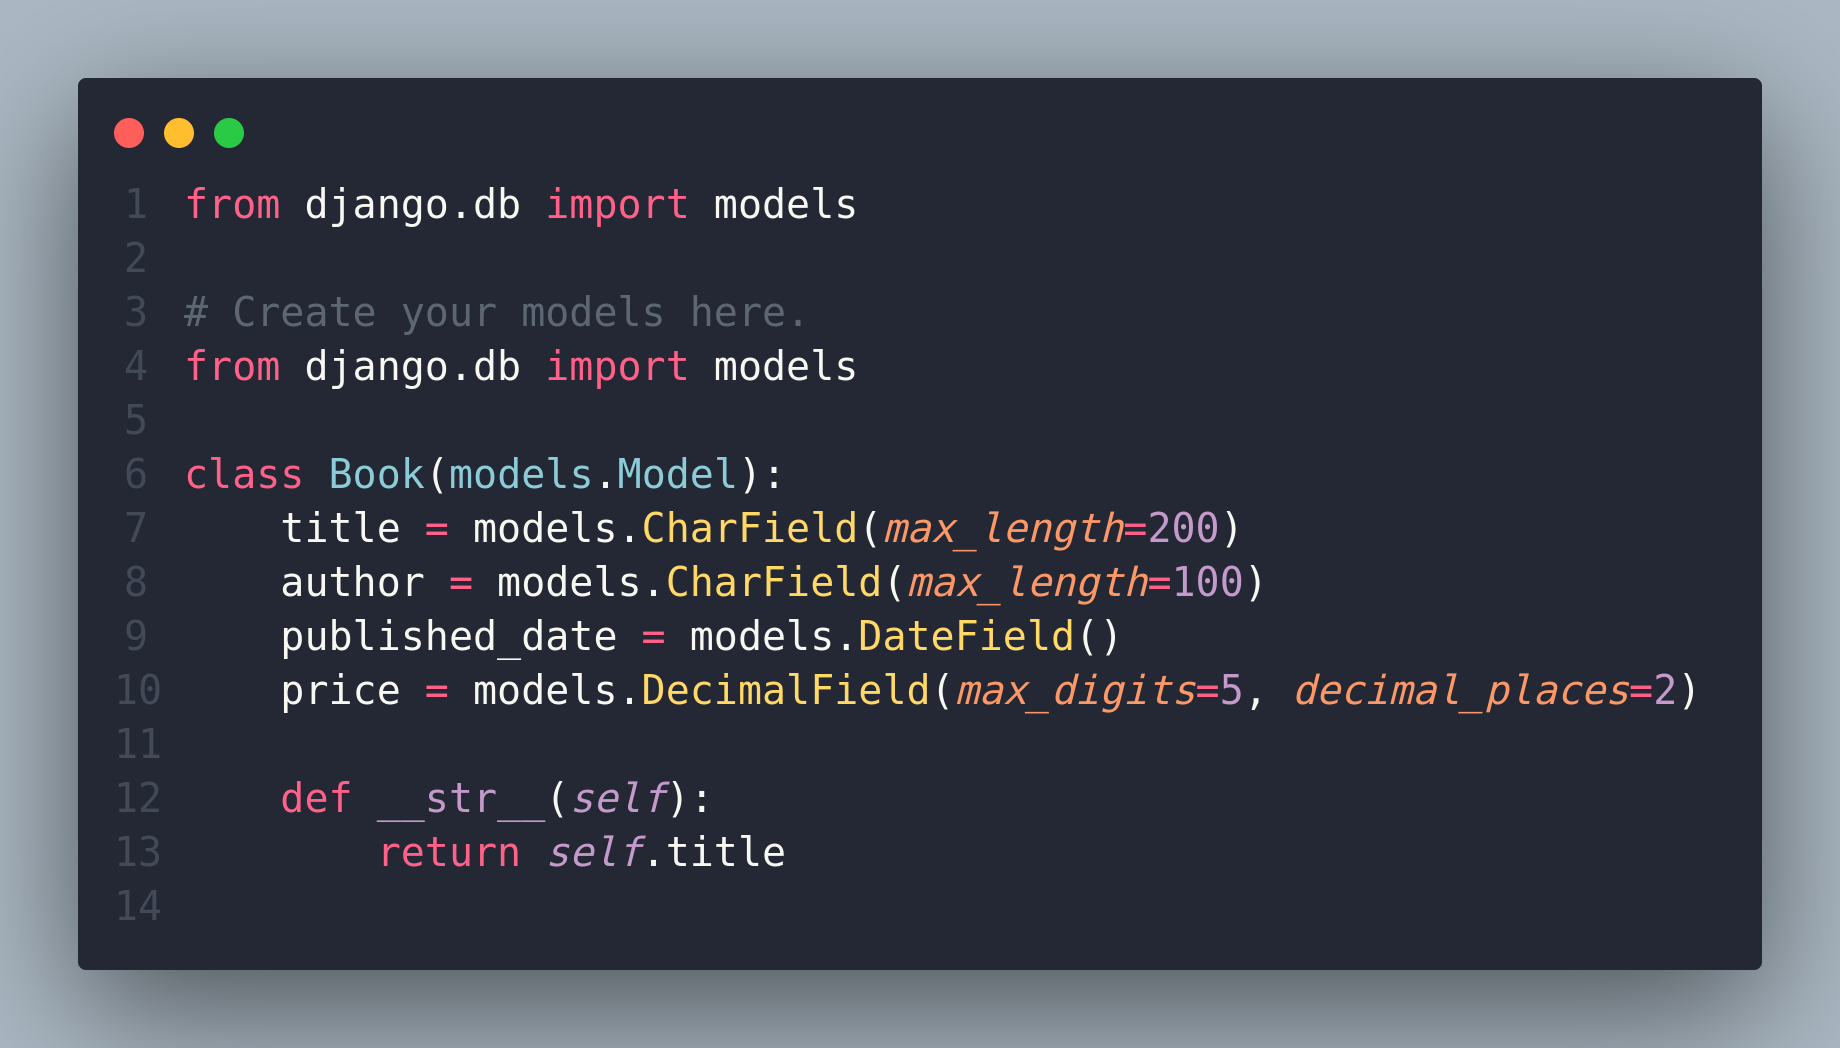 1 from django.db import models
2
3 # Create your models here.
4 from django.db import models
5
6 class Book(models.Model):
7     title = models.CharField(max_length=200)
8     author = models.CharField(max_length=100)
9     published_date = models.DateField()
10     price = models.DecimalField(max_digits=5, decimal_places=2)
11
12     def __str__(self):
13         return self.title
14